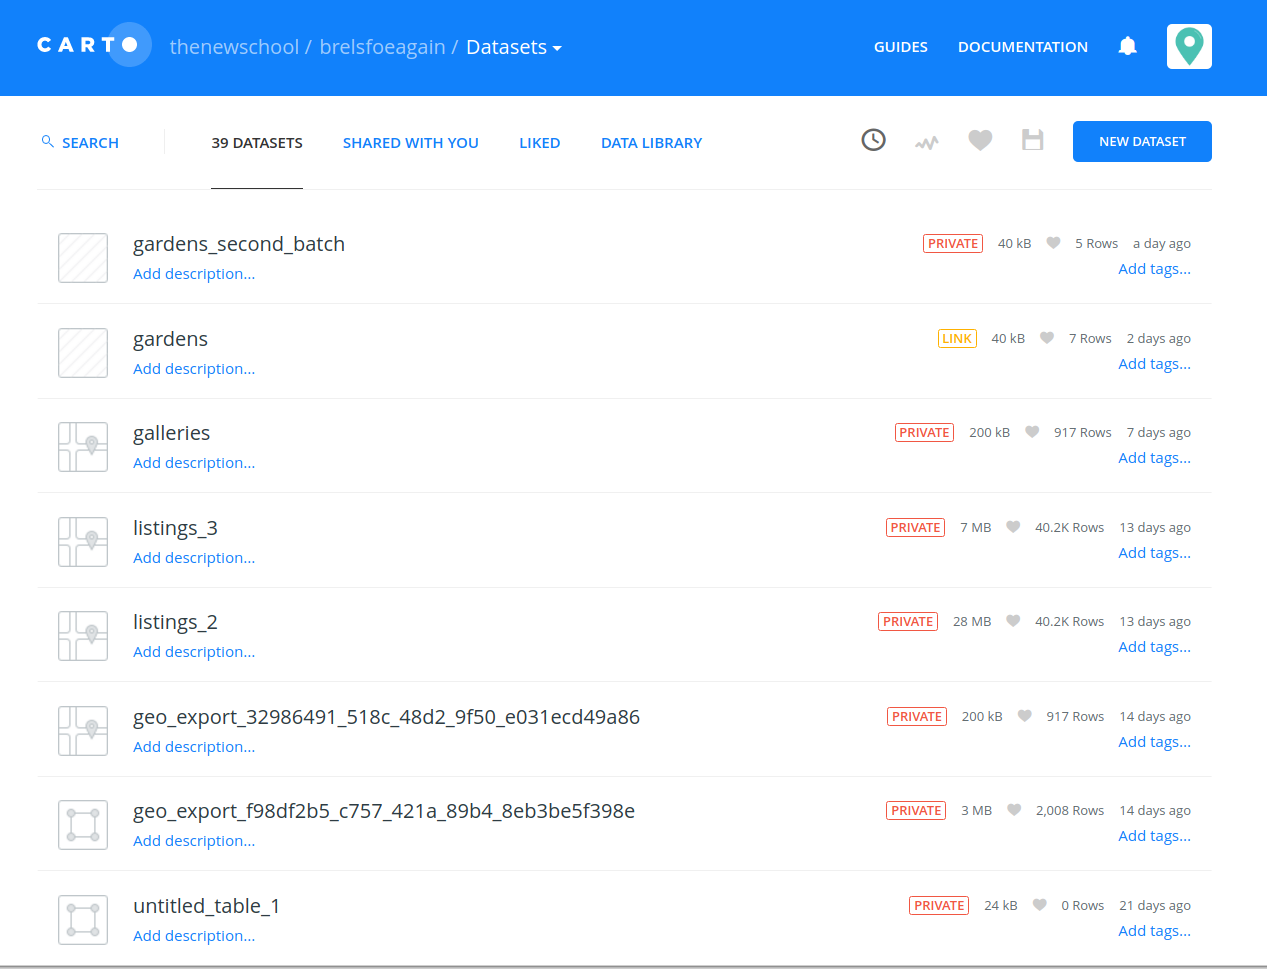 CARTO thenewschool / brelsfoeagain / Datasets GUIDES DOCUMENTATION
SEARCH 39 DATASETS SHARED WITH YOU LIKED DATA LIBRARY NEW DATASET
gardens_second_batch PRIVATE 40 kB 5 Rows a day ago
Add description... Add tags...
gardens LINK 40 kB 7 Rows 2 days ago
Add description... Add tags...
galleries PRIVATE 200 kB 917 Rows 7 days ago
Add description... Add tags...
listings_3 PRIVATE 7 MB 40.2K Rows 13 days ago
Add description... Add tags...
listings_2 PRIVATE 28 MB 40.2K Rows 13 days ago
Add description... Add tags...
geo_export_32986491_518c_48d2_9f50_e031ecd49a86 PRIVATE 200 kB 917 Rows 14 days ago
Add description... Add tags...
geo_export_f98df2b5_c757_421a_89b4_8eb3be5f398e PRIVATE 3 MB 2,008 Rows 14 days ago
Add description... Add tags...
untitled_table_1 PRIVATE 24 kB 0 Rows 21 days ago
Add description... Add tags...